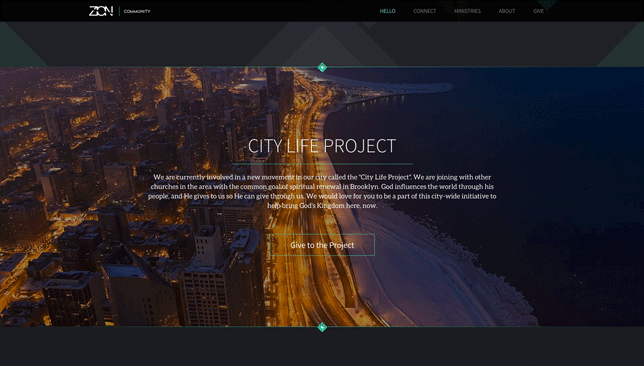 ZION! COMMUNITY
HELLO CONNECT MINISTRIES ABOUT GIVE
CITY LIFE PROJECT
We are currently involved in a new movement in our city called the "City Life Project". We are joining with other
churches in the area with the common goal of spiritual renewal in Brooklyn. God influences the world through his
people, and He gives to us so He can give through us. We would love for you to be a part of this city-wide initiative to
help bring God's Kingdom here, now.
Give to the Project